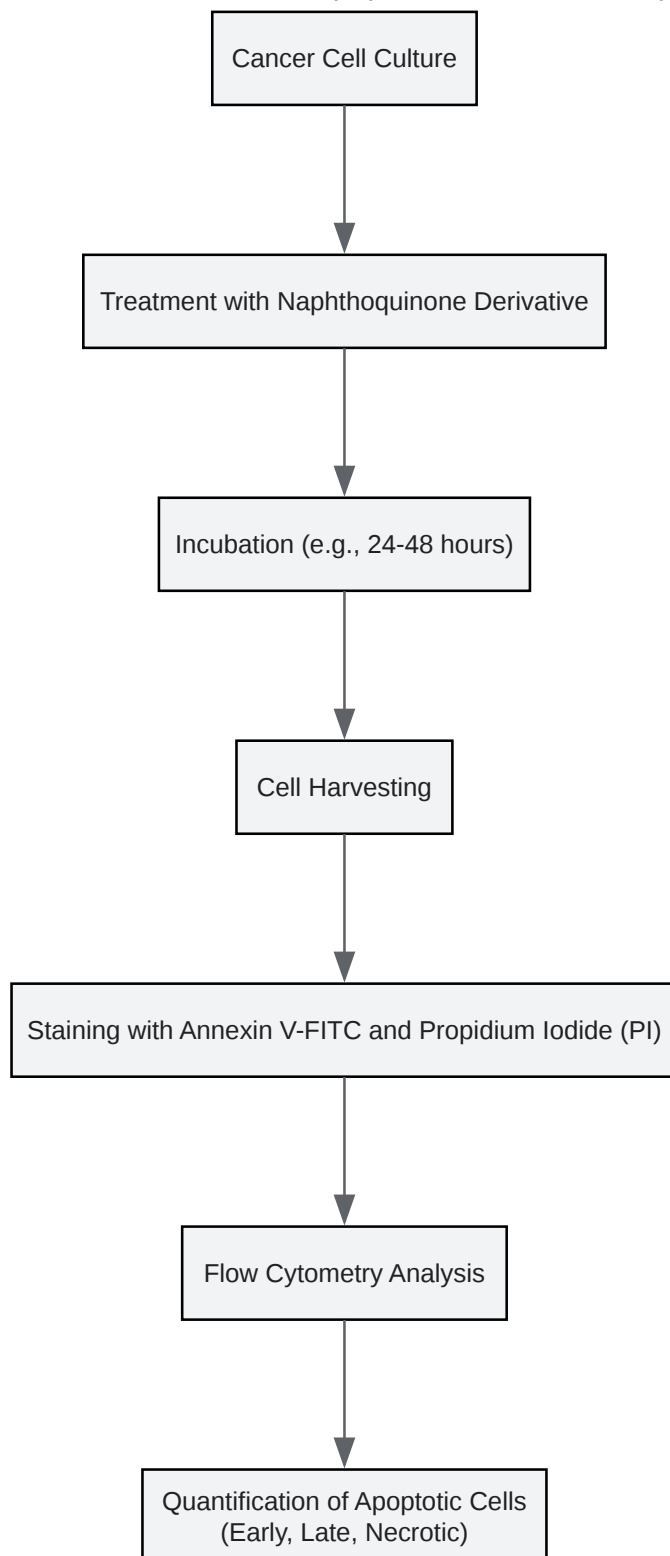 Cancer Cell Culture
Treatment with Naphthoquinone Derivative
Incubation (e.g., 24-48 hours)
Cell Harvesting
Staining with Annexin V-FITC and Propidium Iodide (PI)
Flow Cytometry Analysis
Quantification of Apoptotic Cells
(Early, Late, Necrotic)